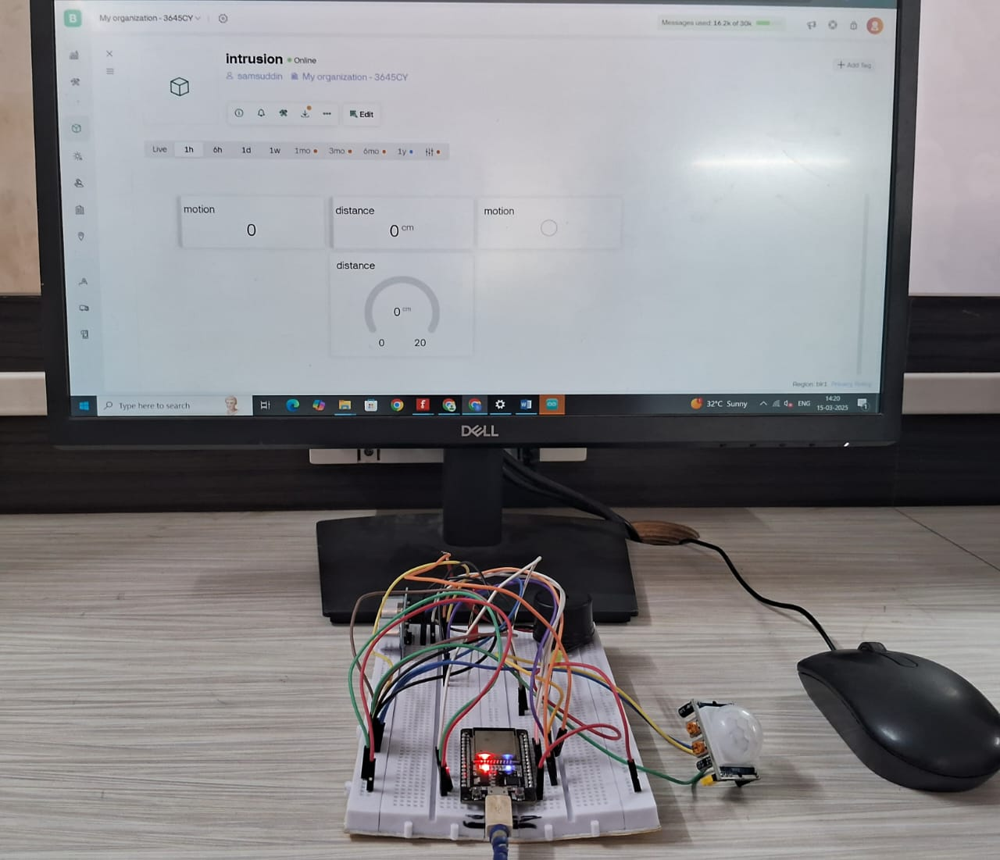 B
My organization - 3645CY
Messages used: 16.2k of 30k
intrusion Online
samsuddin My organization - 3645CY
Add Tag
Edit
Live 1h 6h 1d 1w 1mo 3mo 6mo 1y
motion
0
distance
0 cm
motion
distance
0 cm
0 20
Region: blr1 Privacy Policy
Type here to search
32°C Sunny
ENG
14:20
15-03-2025
DELL